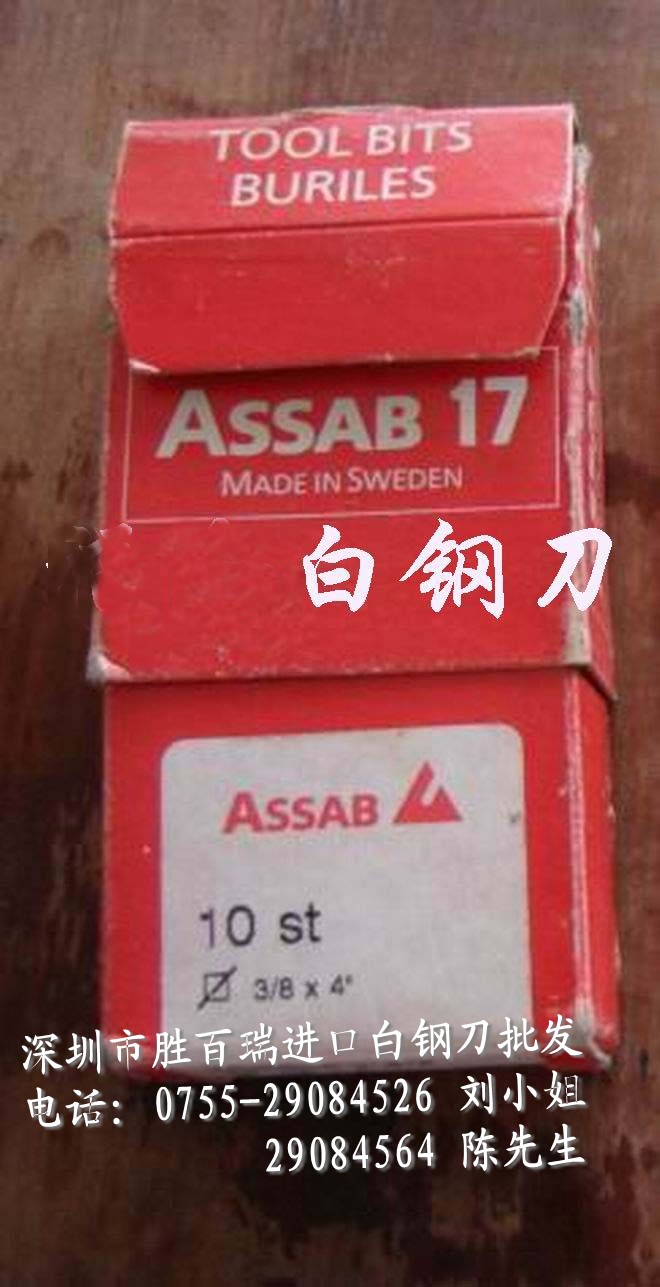 TOOL BITS
BURILES
ASSAB 17
MADE IN SWEDEN
白钢刀
ASSAB
10 st
3/8 x 4"
深圳市胜百瑞进口白钢刀批发
电话: 0755-29084526 刘小姐
29084564 陈先生